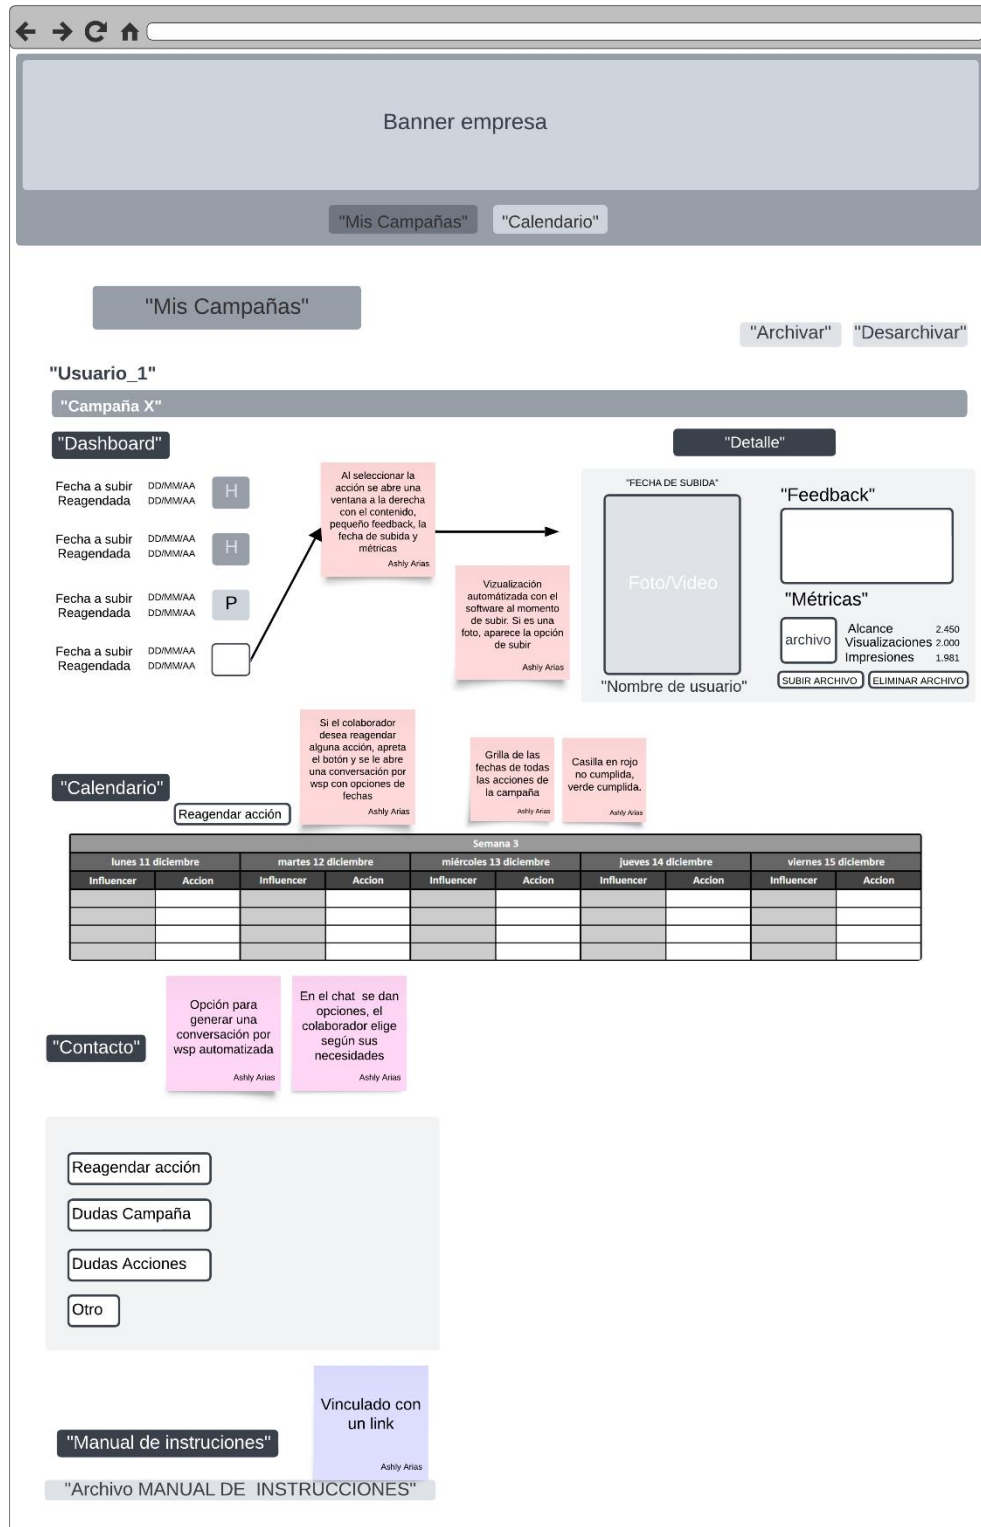 Banner empresa
"Mis Campañas"
"Calendario"
"Mis Campañas"
"Archivar"
"Desarchivar"
"Usuario_1"
"Campaña X"
"Dashboard"
"Detalle"
Fecha a subir DD/MM/AA
Reagendada DD/MM/AA
H
Fecha a subir DD/MM/AA
Reagendada DD/MM/AA
H
Fecha a subir DD/MM/AA
Reagendada DD/MM/AA
P
Fecha a subir DD/MM/AA
Reagendada DD/MM/AA
Al seleccionar la
acción se abre una
ventana a la derecha
con el contenido,
pequeño feedback, la
fecha de subida y
métricas
Ashly Arias
Vizualización
automátizada con el
software al momento
de subir. Si es una
foto, aparece la opción
de subir
Ashly Arias
"FECHA DE SUBIDA"
Foto/Video
"Nombre de usuario"
"Feedback"
"Métricas"
archivo
Alcance 2.450
Visualizaciones 2.000
Impresiones 1.981
SUBIR ARCHIVO
ELIMINAR ARCHIVO
"Calendario"
Reagendar acción
Si el colaborador
desea reagendar
alguna acción, apreta
el botón y se le abre
una conversación por
wsp con opciones de
fechas
Ashly Arias
Grilla de las
fechas de todas
las acciones de
la campaña
Ashly Arias
Casilla en rojo
no cumplida,
verde cumplida.
Ashly Arias
Semana 3
lunes 11 diciembre martes 12 diciembre miércoles 13 diciembre jueves 14 diciembre viernes 15 diciembre
Influencer Accion Influencer Accion Influencer Accion Influencer Accion Influencer Accion
"Contacto"
Opción para
generar una
conversación por
wsp automatizada
Ashly Arias
En el chat se dan
opciones, el
colaborador elige
según sus
necesidades
Ashly Arias
Reagendar acción
Dudas Campaña
Dudas Acciones
Otro
Vinculado con
un link
Ashly Arias
"Manual de instruciones"
"Archivo MANUAL DE INSTRUCCIONES"